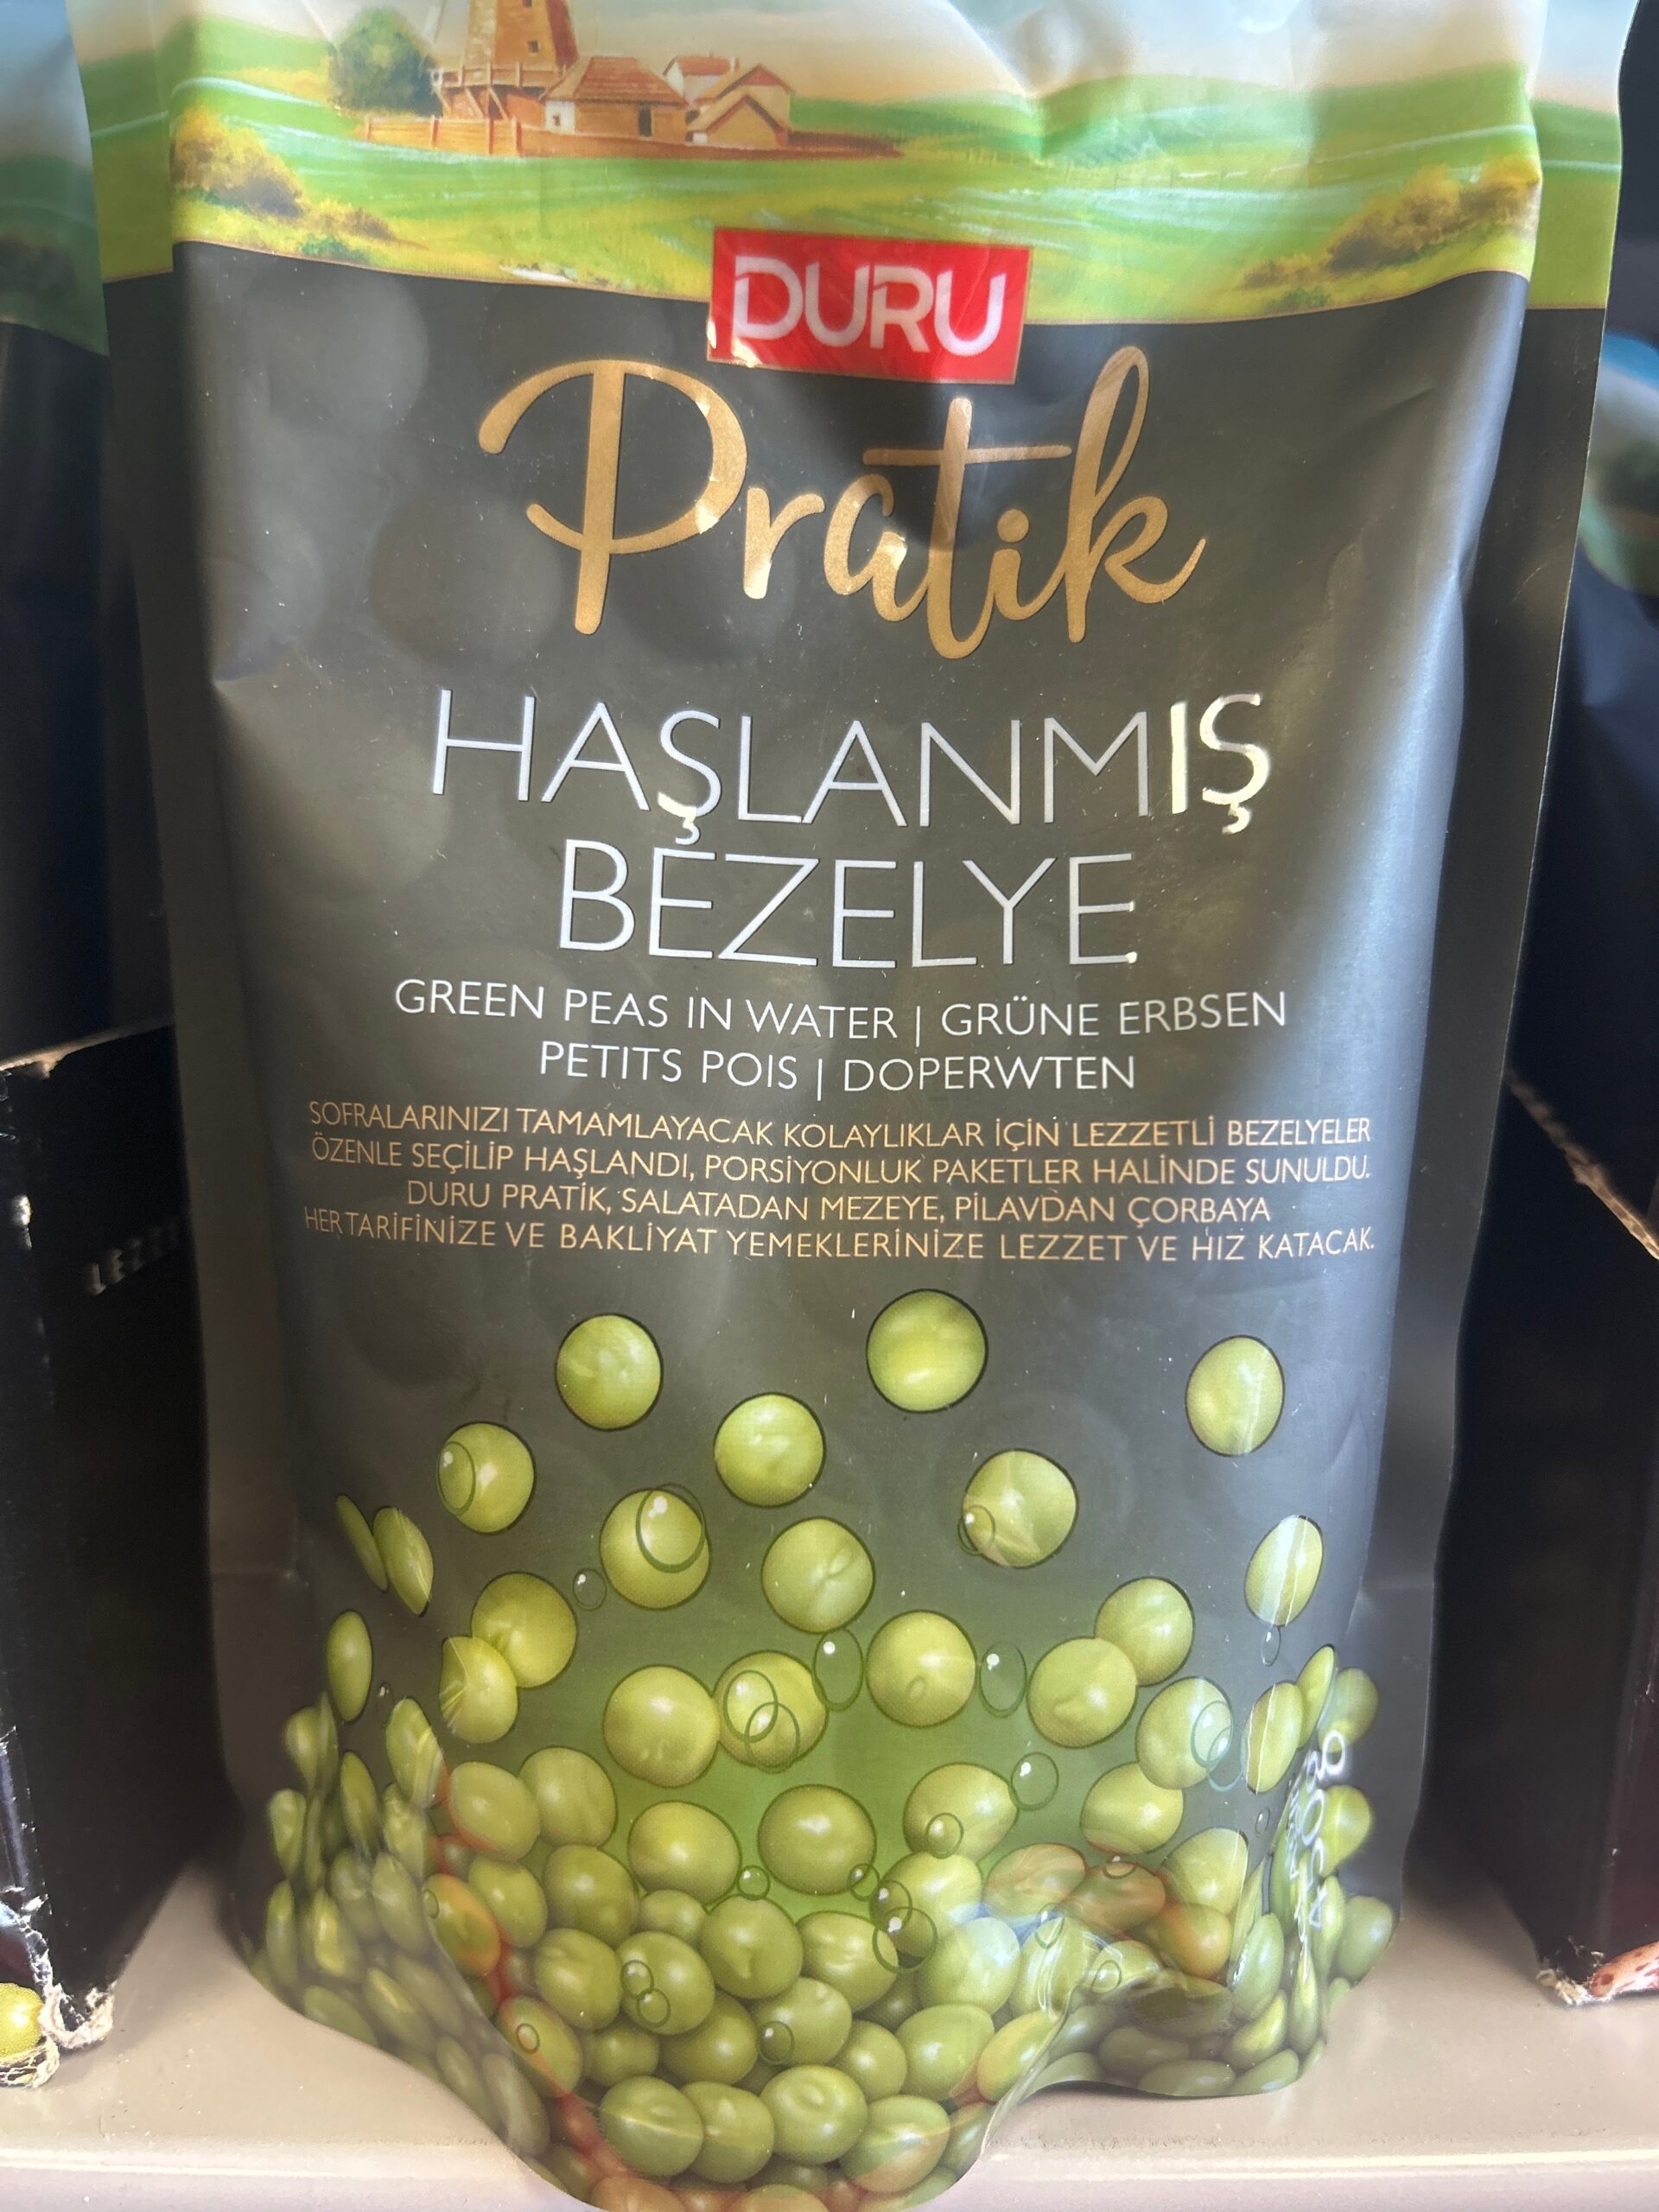 DURU
Pratik
HAŞLANMIŞ
BEZELYE
GREEN PEAS IN WATER | GRÜNE ERBSEN
PETITS POIS | DOPERWTEN
SOFRALARINIZI TAMAMLAYACAK KOLAYLIKLAR İÇİN LEZZETLİ BEZELYELER
ÖZENLE SEÇİLİP HAŞLANDI, PORSİYONLUK PAKETLER HALİNDE SUNULDU.
DURU PRATİK, SALATADAN MEZEYE, PİLAVDAN ÇORBAYA
HER TARİFİNİZE VE BAKLİYAT YEMEKLERİNİZE LEZZET VE HIZ KATACAK.